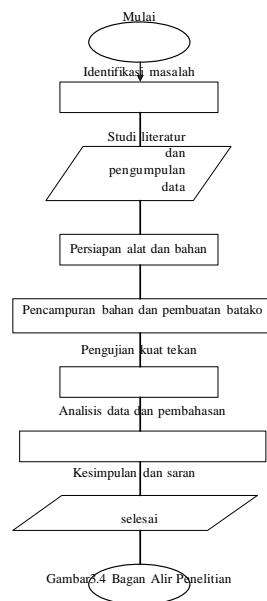 Mulai
Identifikasi masalah
Studi literatur
dan
pengumpulan
data
Persiapan alat dan bahan
Pencampuran bahan dan pembuatan batako
Pengujian kuat tekan
Analisis data dan pembahasan
Kesimpulan dan saran
selesai
Gambar3.4 Bagan Alir Penelitian